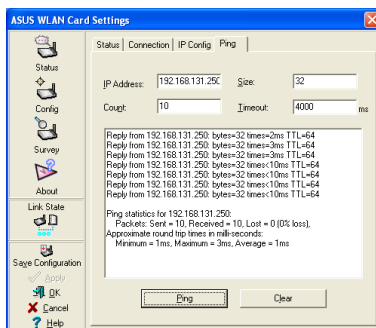 ASUS WLAN Card Settings
Status
Config
Survey
About
Link State
Save Configuration
Apply
OK
Cancel
Help
Status Connection IP Config Ping
IP Address: 192.168.131.250 Size: 32
Count: 10 Timeout: 4000 ms
Reply from 192.168.131.250: bytes=32 times=2ms TTL=64
Reply from 192.168.131.250: bytes=32 times=3ms TTL=64
Reply from 192.168.131.250: bytes=32 times=3ms TTL=64
Reply from 192.168.131.250: bytes=32 times<10ms TTL=64
Reply from 192.168.131.250: bytes=32 times<10ms TTL=64
Reply from 192.168.131.250: bytes=32 times<10ms TTL=64
Reply from 192.168.131.250: bytes=32 times<10ms TTL=64
Ping statistics for 192.168.131.250:
Packets: Sent = 10, Received = 10, Lost = 0 (0% loss),
Approximate round trip times in milli-seconds:
Minimum = 1ms, Maximum = 3ms, Average = 1ms
Ping Clear